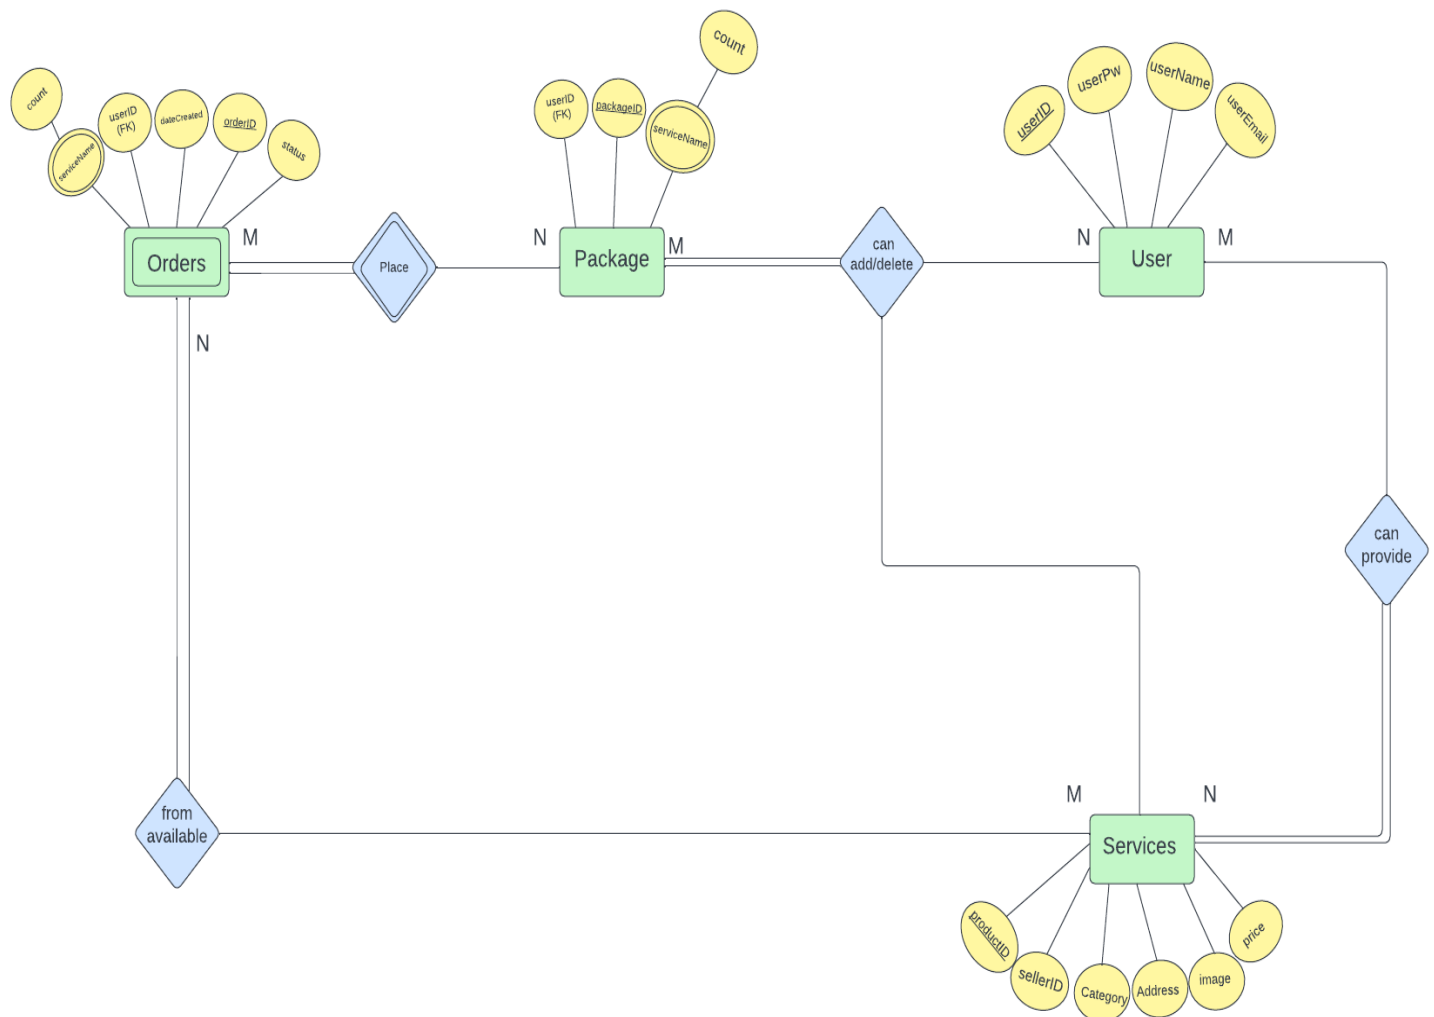 count
serviceName
userID
(FK)
dateCreated
orderID
status
count
userID
(FK)
packageID
serviceName
userID
userPw
userName
userEmail
Orders
M
Place
N
Package
M
can
add/delete
N
User
M
N
can
provide
from
available
M
N
Services
productID
sellerID
Category
Address
image
price